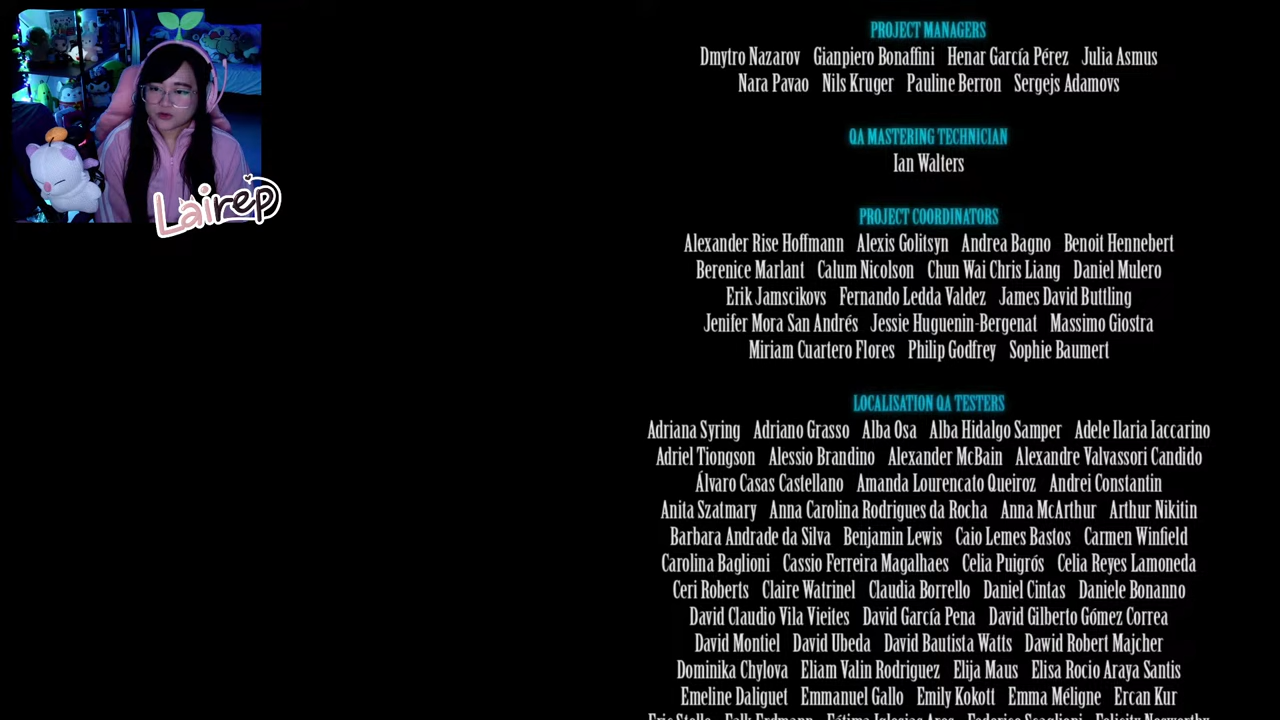 Lairep
PROJECT MANAGERS
Dmytro Nazarov Gianpiero Bonaffini Henar García Pérez Julia Asmus
Nara Pavao Nils Kruger Pauline Berron Sergejs Adamovs
QA MASTERING TECHNICIAN
Ian Walters
PROJECT COORDINATORS
Alexander Rise Hoffmann Alexis Golitsyn Andrea Bagno Benoit Hennebert
Berenice Marlant Calum Nicolson Chun Wai Chris Liang Daniel Mulero
Erik Jamscikovs Fernando Ledda Valdez James David Buttling
Jenifer Mora San Andrés Jessie Huguenin-Bergenat Massimo Giostra
Miriam Cuartero Flores Philip Godfrey Sophie Baumert
LOCALISATION QA TESTERS
Adriana Syring Adriano Grasso Alba Osa Alba Hidalgo Samper Adele Ilaria Iaccarino
Adriel Tiongson Alessio Brandino Alexander McBain Alexandre Valvassori Candido
Álvaro Casas Castellano Amanda Lourencato Queiroz Andrei Constantin
Anita Szatmary Anna Carolina Rodrigues da Rocha Anna McArthur Arthur Nikitin
Barbara Andrade da Silva Benjamin Lewis Caio Lemes Bastos Carmen Winfield
Carolina Baglioni Cassio Ferreira Magalhaes Celia Puigrós Celia Reyes Lamoneda
Ceri Roberts Claire Watrinel Claudia Borrello Daniel Cintas Daniele Bonanno
David Claudio Vila Vieites David García Pena David Gilberto Gómez Correa
David Montiel David Ubeda David Bautista Watts Dawid Robert Majcher
Dominika Chylova Eliam Valin Rodriguez Elija Maus Elisa Rocio Araya Santis
Emeline Daliguet Emmanuel Gallo Emily Kokott Emma Méligne Ercan Kur